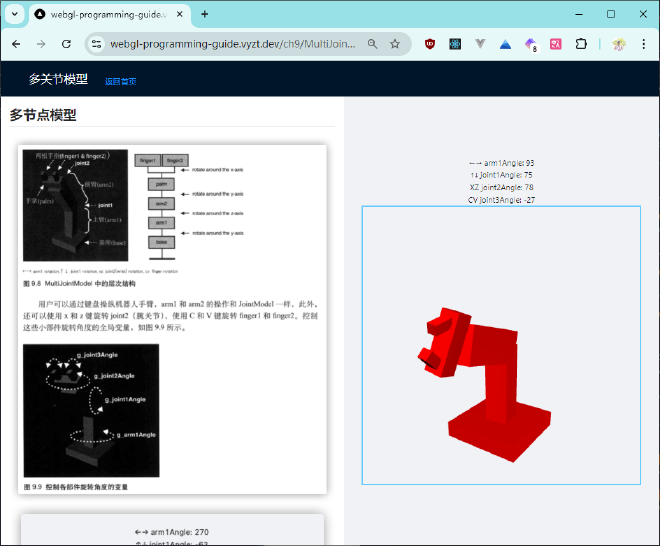 webgl-programming-guide.v
webgl-programming-guide.vyzt.dev/ch9/MultiJoin...
8
多关节模型
返回首页
多节点模型
两根手指(finger1 & finger2)
joint2
前臂(arm2)
手掌(palm)
joint1
上臂(arm1)
基座(base)
finger1
finger2
rotate around the x-axis
palm
rotate around the y-axis
arm2
rotate around the z-axis
arm1
rotate around the y-axis
base
图 9.8 MultiJointModel 中的层次结构
用户可以通过键盘操纵机器人手臂，arm1 和 arm2 的操作和 JointModel 一样，此外，
还可以使用 x 和 z 键旋转 joint2（腕关节），使用 C 和 V 键旋转 finger1 和 finger2。控制
这些小部件旋转角度的全局变量，如图 9.9 所示。
g_joint3Angle
g_joint2Angle
g_joint1Angle
g_arm1Angle
图 9.9 控制各部件旋转角度的变量
←→ arm1Angle: 270
↑↓ joint1Angle: -63
←→ arm1Angle: 93
↑↓ joint1Angle: 75
XZ joint2Angle: 78
CV joint3Angle: -27